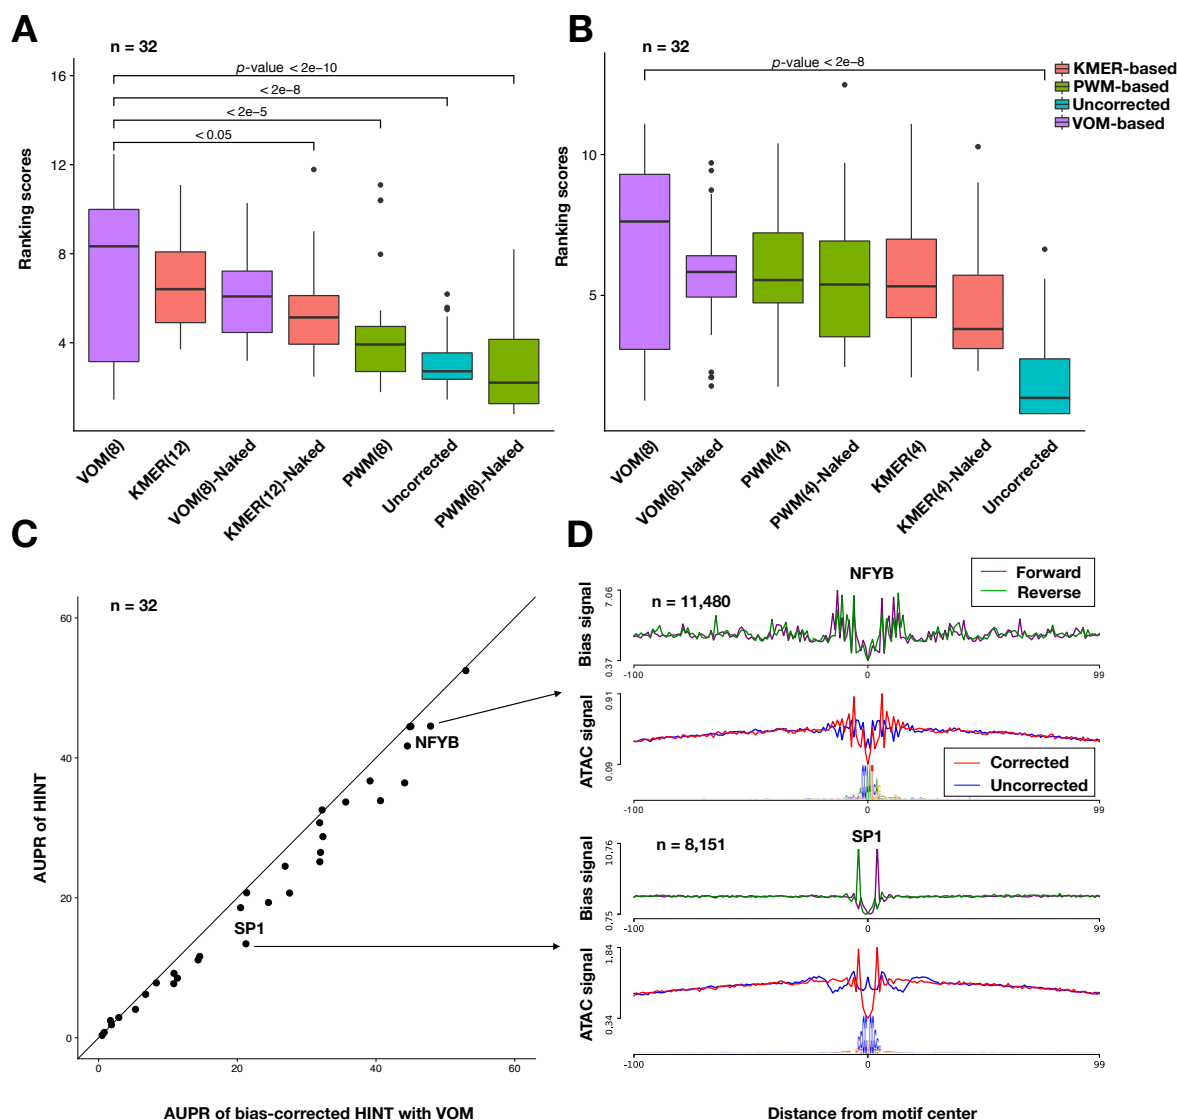 A
n = 32
Ranking scores
16
12
8
4
p-value < 2e−10
< 2e−8
< 2e−5
< 0.05
VOM(8)
KMER(12)
VOM(8)-Naked
KMER(12)-Naked
PWM(8)
Uncorrected
PWM(8)-Naked
B
n = 32
Ranking scores
10
5
p-value < 2e−8
KMER-based
PWM-based
Uncorrected
VOM-based
VOM(8)
VOM(8)-Naked
PWM(4)
PWM(4)-Naked
KMER(4)
KMER(4)-Naked
Uncorrected
C
n = 32
AUPR of HINT
60
40
20
0
NFYB
SP1
0
20
40
60
AUPR of bias-corrected HINT with VOM
D
NFYB
Forward
Reverse
n = 11,480
Bias signal
7.06
0.37
-100
0
99
ATAC signal
0.91
0.09
Corrected
Uncorrected
-100
0
99
SP1
n = 8,151
Bias signal
10.76
0.75
-100
0
99
ATAC signal
1.84
0.34
-100
0
99
Distance from motif center